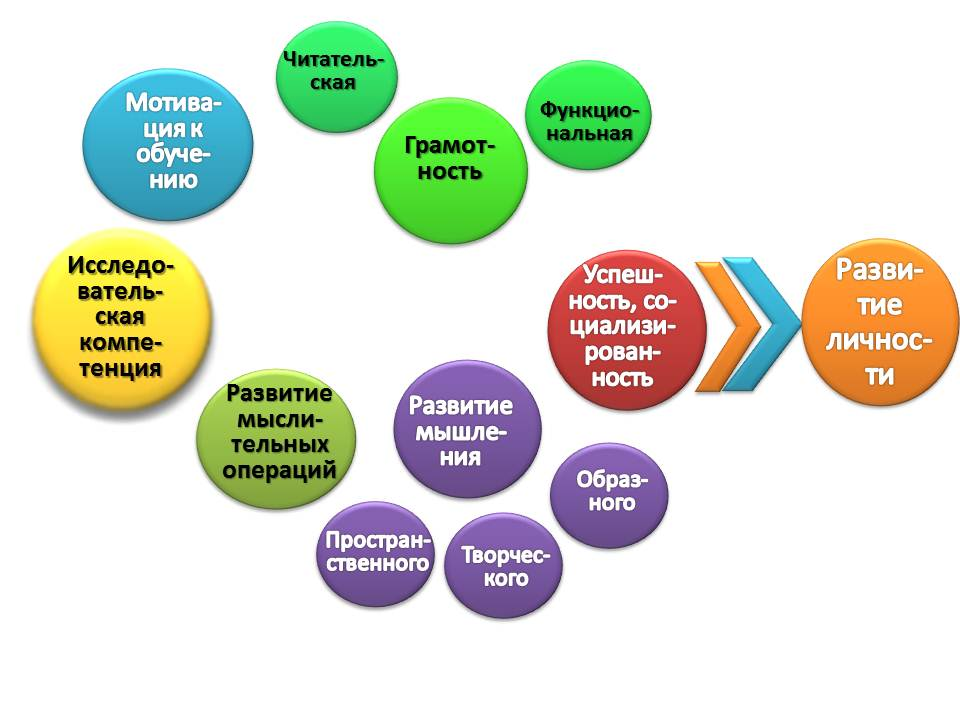 Читатель-
ская
Мотива-
ция к
обуче-
нию
Функцио-
нальная
Грамот-
ность
Исследо-
ватель-
ская
компе-
тенция
Успеш-
ность, со-
циализи-
рован-
ность
Разви-
тие
личнос-
ти
Развитие
мысли-
тельных
операций
Развитие
мышле-
ния
Образ-
ного
Простран-
ственного
Творчес-
кого